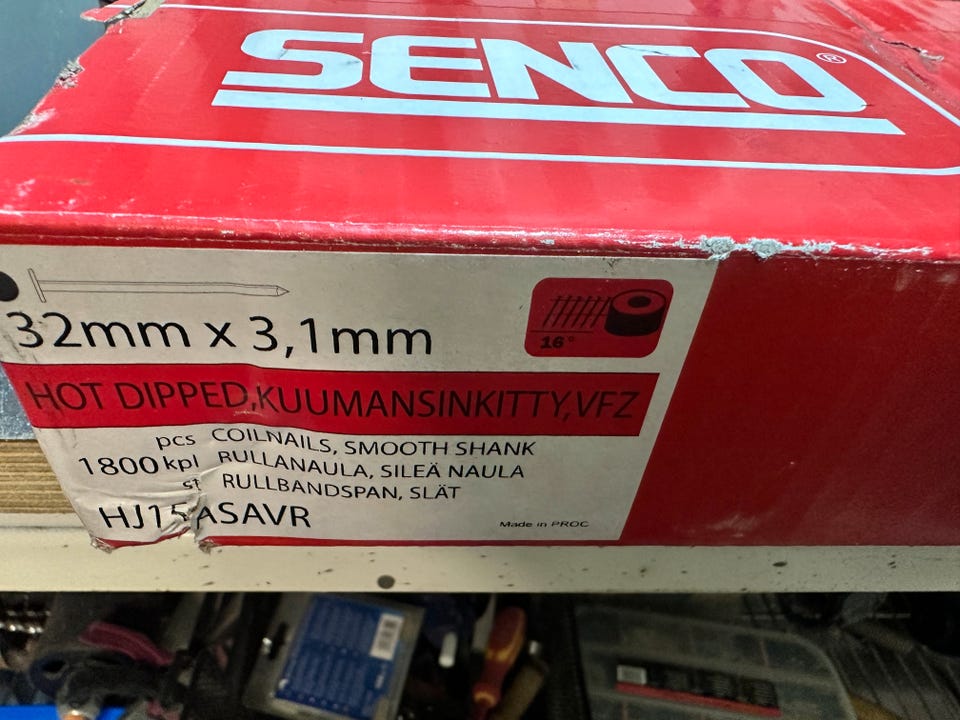 SENCO®
32mm x 3,1mm
16°
HOT DIPPED,KUUMANSINKITTY,VFZ
pcs COILNAILS, SMOOTH SHANK
1800 kpl RULLANAULA, SILEÄ NAULA
st RULLBANDSPAN, SLÄT
HJ15ASAVR
Made in PROC